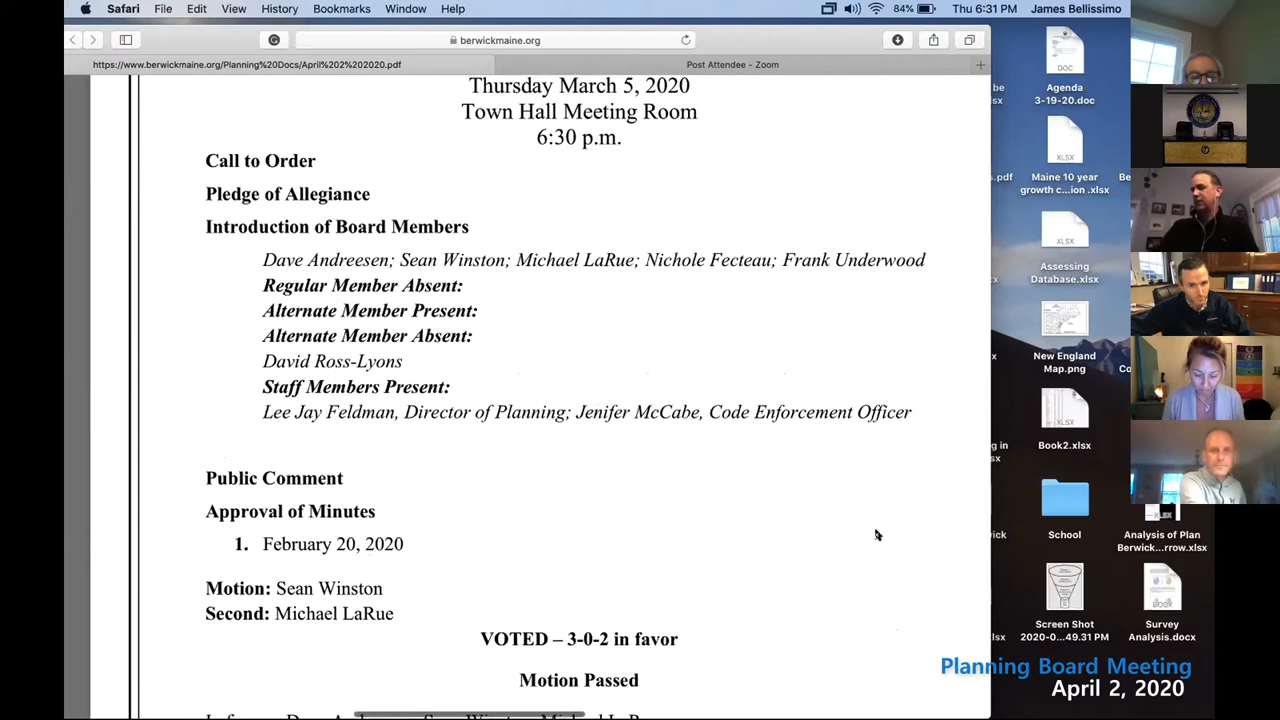 Safari File Edit View History Bookmarks Window Help 84% Thu 6:31 PM James Bellissimo
berwickmaine.org
https://www.berwickmaine.org/Planning%20Docs/April%202%202020.pdf Post Attendee - Zoom
Thursday March 5, 2020
Town Hall Meeting Room
6:30 p.m.
Call to Order
Pledge of Allegiance
Introduction of Board Members
Dave Andreesen; Sean Winston; Michael LaRue; Nichole Fecteau; Frank Underwood
Regular Member Absent:
Alternate Member Present:
Alternate Member Absent:
David Ross-Lyons
Staff Members Present:
Lee Jay Feldman, Director of Planning; Jenifer McCabe, Code Enforcement Officer
Public Comment
Approval of Minutes
1. February 20, 2020
Motion: Sean Winston
Second: Michael LaRue
VOTED – 3-0-2 in favor
Motion Passed
DOC
Agenda
3-19-20.doc
be
lsx
XLSX
Maine 10 year
growth c...ion .xlsx
s.pdf
Assessing
Database.xlsx
New England
Map.png
XLSX
Book2.xlsx
School
Analysis of Plan
Berwick...rrow.xlsx
Screen Shot
2020-0...49.31 PM
DOCX
Survey
Analysis.docx
Planning Board Meeting
April 2, 2020